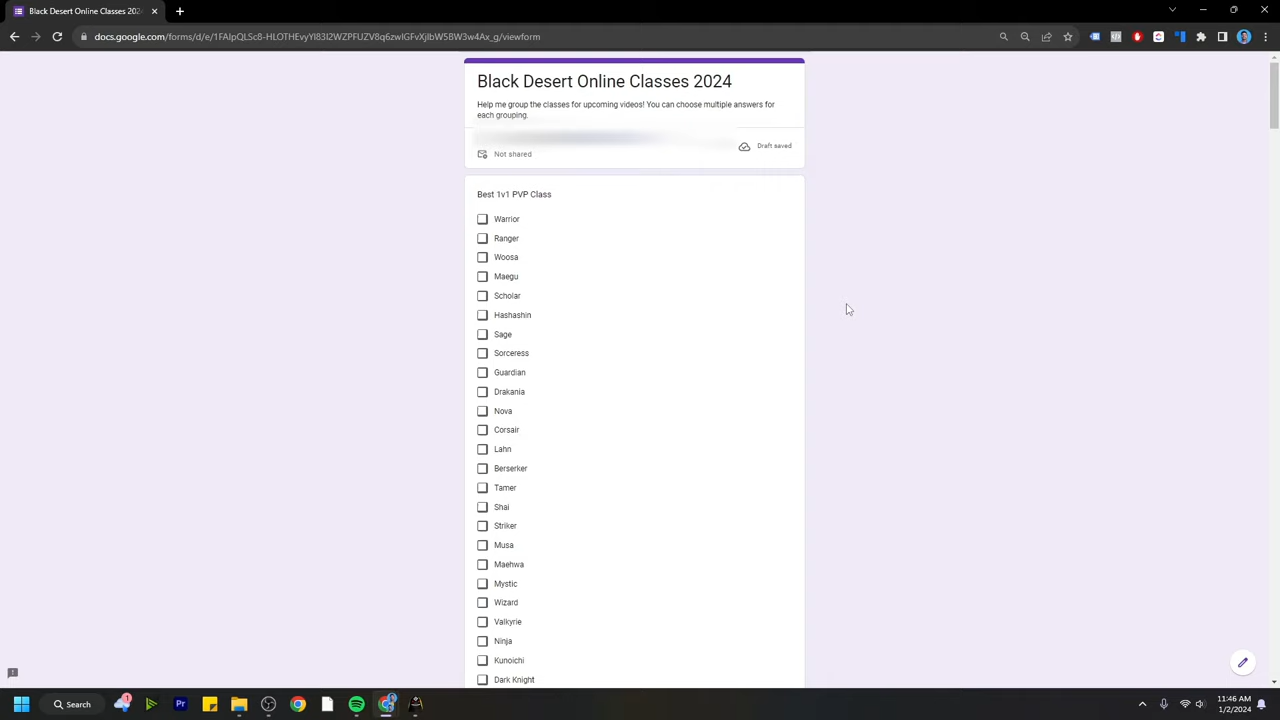 Black Desert Online Classes 2024
docs.google.com/forms/d/e/1FAIpQLSc8-HLOTHEvyYl83I2WZPFUZV8q6zwIGFvXjlbW5BW3w4Ax_g/viewform
Black Desert Online Classes 2024
Help me group the classes for upcoming videos! You can choose multiple answers for
each grouping.
Draft saved
Not shared
Best 1v1 PVP Class
Warrior
Ranger
Woosa
Maegu
Scholar
Hashashin
Sage
Sorceress
Guardian
Drakania
Nova
Corsair
Lahn
Berserker
Tamer
Shai
Striker
Musa
Maehwa
Mystic
Wizard
Valkyrie
Ninja
Kunoichi
Dark Knight
Search
1
11:46 AM
1/2/2024